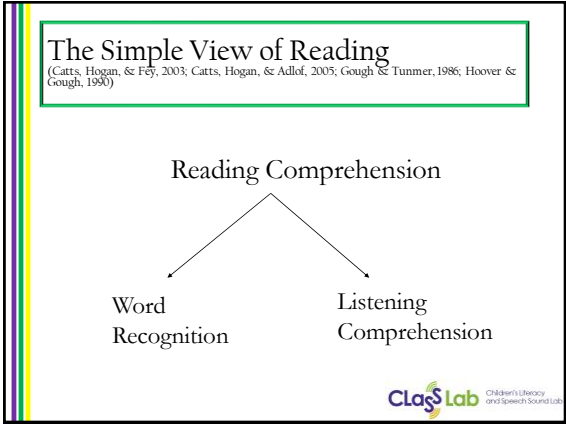 The Simple View of Reading
(Catts, Hogan, & Fey, 2003; Catts, Hogan, & Adlof, 2005; Gough & Tunmer, 1986; Hoover &
Gough, 1990)
Reading Comprehension
Word
Recognition
Listening
Comprehension
CLaSS Lab
Children's Literacy
and Speech Sound Lab